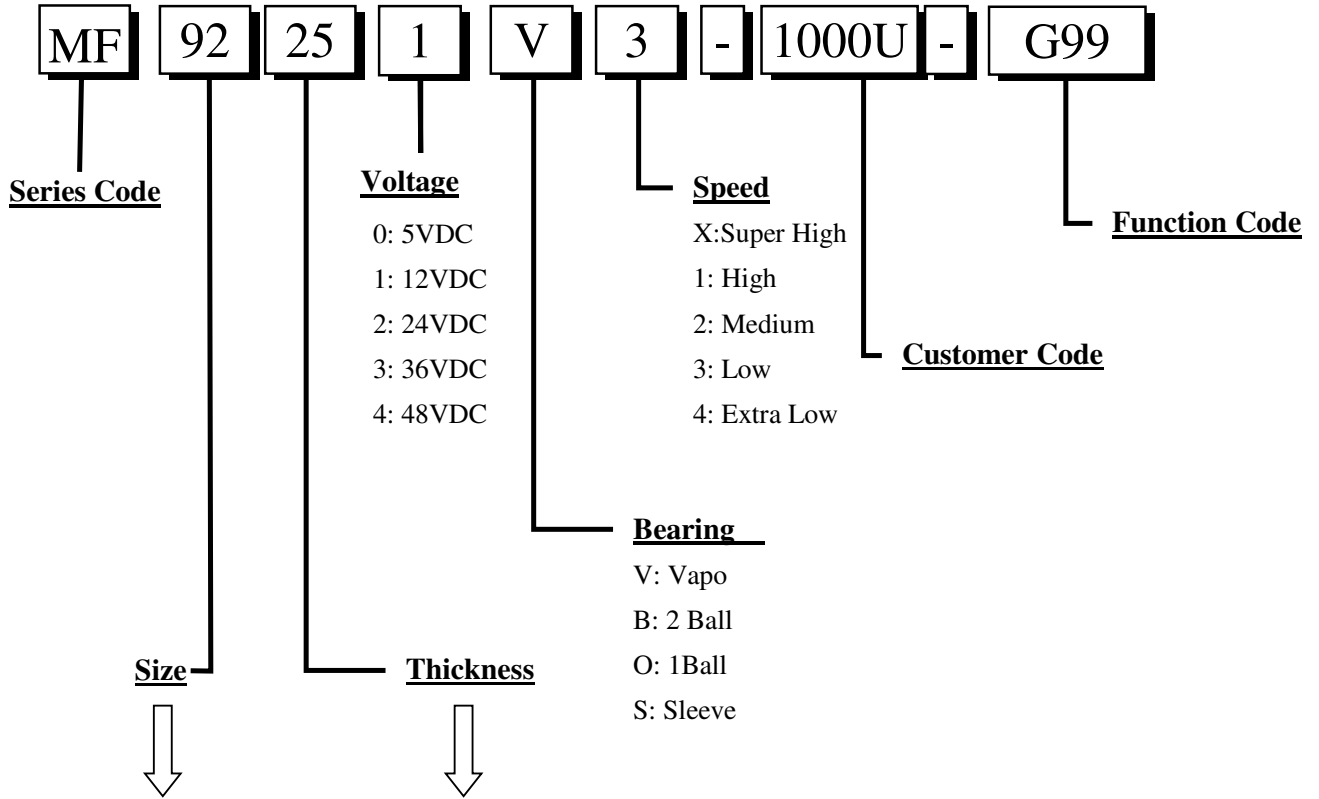 MF 92 25 1 V 3 - 1000U - G99
Series Code
Voltage
0: 5VDC
1: 12VDC
2: 24VDC
3: 36VDC
4: 48VDC
Speed
X:Super High
1: High
2: Medium
3: Low
4: Extra Low
Function Code
Customer Code
Bearing
V: Vapo
B: 2 Ball
O: 1Ball
S: Sleeve
Size
Thickness